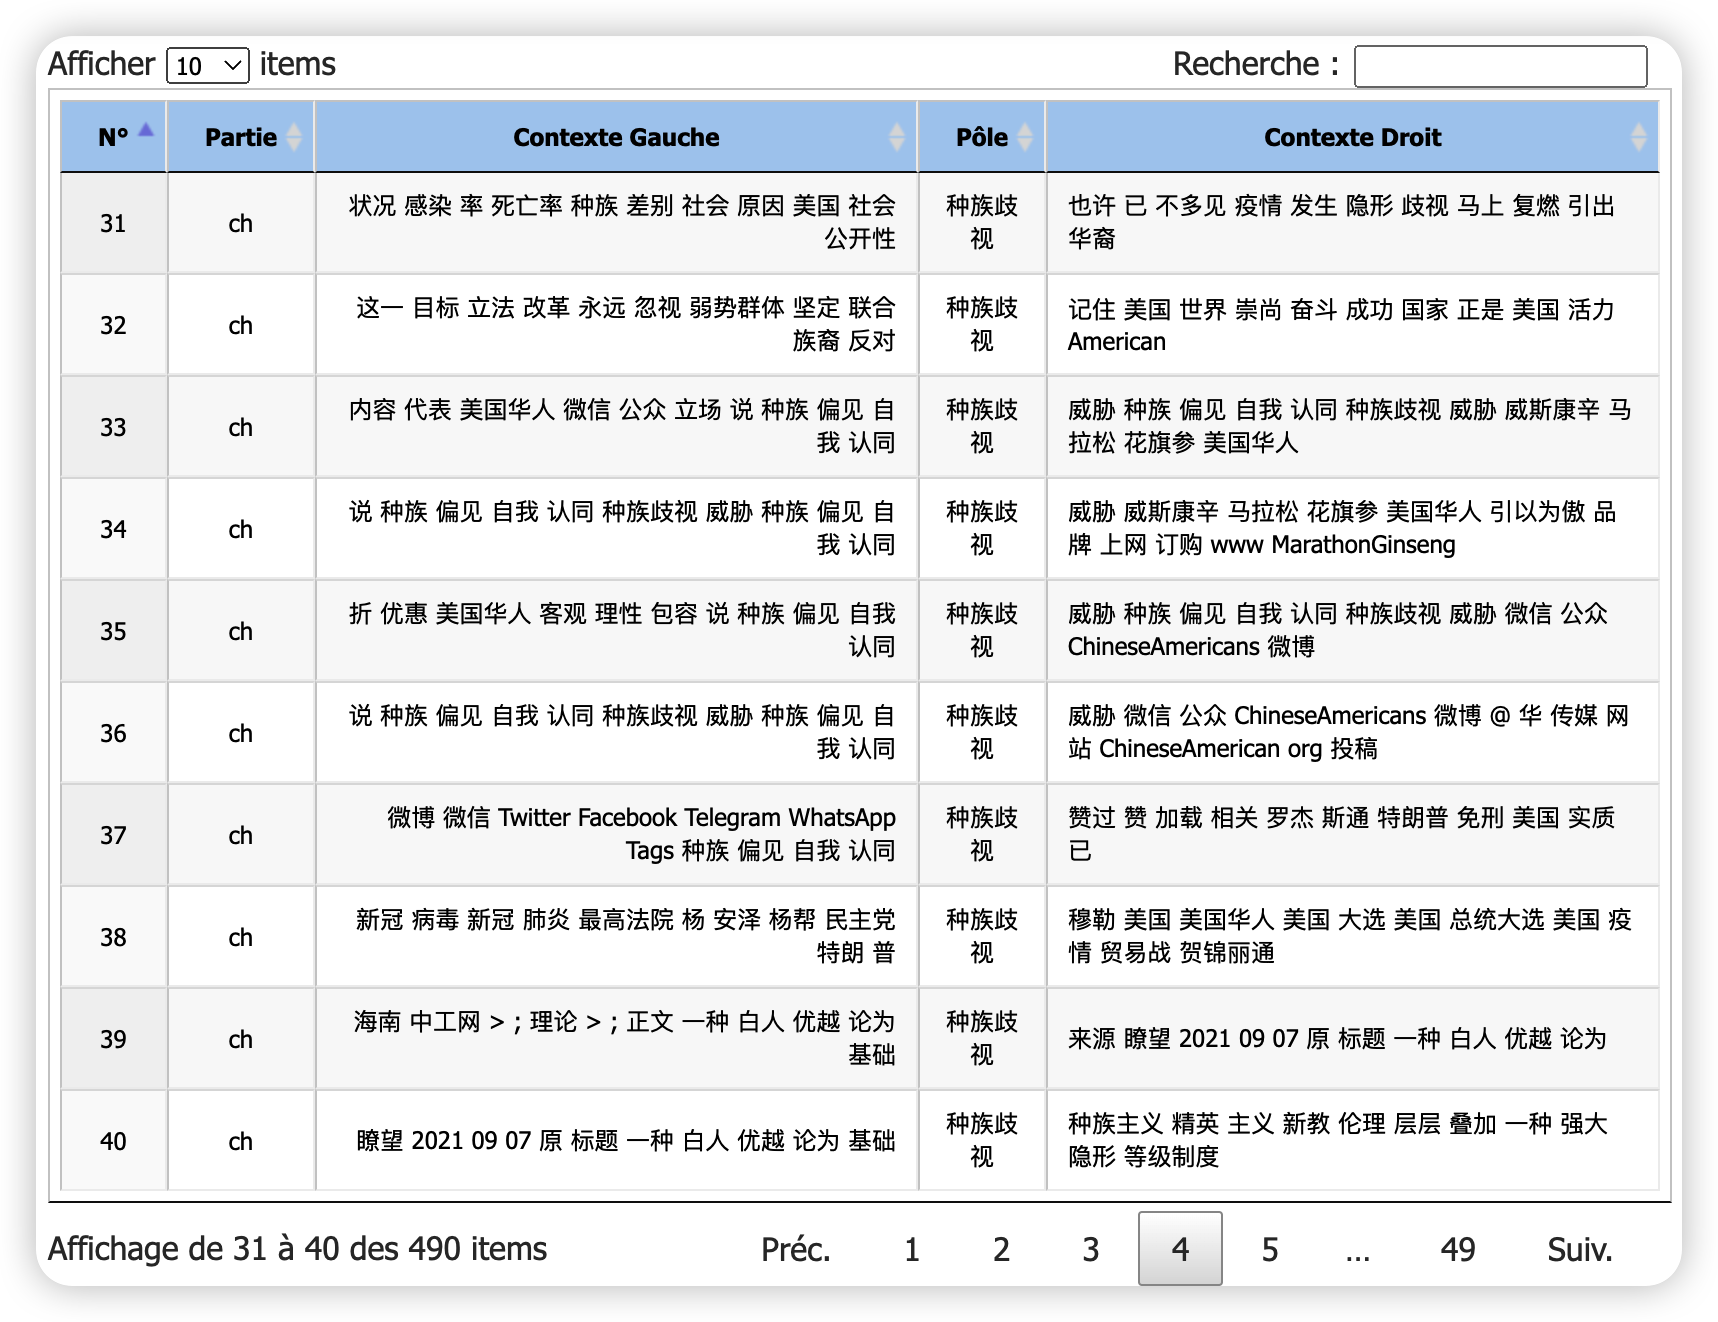 Afficher 10 items
Recherche :
N° Partie Contexte Gauche Pôle Contexte Droit
31 ch 状况 感染 率 死亡率 种族 差别 社会 原因 美国 社会 种族歧 也许 已 不多见 疫情 发生 隐形 歧视 马上 复燃 引出
公开性 视 华裔
32 ch 这一 目标 立法 改革 永远 忽视 弱势群体 坚定 联合 种族歧 记住 美国 世界 崇尚 奋斗 成功 国家 正是 美国 活力
族裔 反对 视 American
33 ch 内容 代表 美国华人 微信 公众 立场 说 种族 偏见 自 种族歧 威胁 种族 偏见 自我 认同 种族歧视 威胁 威斯康辛 马
我 认同 视 拉松 花旗参 美国华人
34 ch 说 种族 偏见 自我 认同 种族歧视 威胁 种族 偏见 自 种族歧 威胁 威斯康辛 马拉松 花旗参 美国华人 引以为傲 品
我 认同 视 牌 上网 订购 www MarathonGinseng
35 ch 折 优惠 美国华人 客观 理性 包容 说 种族 偏见 自我 种族歧 威胁 种族 偏见 自我 认同 种族歧视 威胁 微信 公众
认同 视 ChineseAmericans 微博
36 ch 说 种族 偏见 自我 认同 种族歧视 威胁 种族 偏见 自 种族歧 威胁 微信 公众 ChineseAmericans 微博 @ 华 传媒 网
我 认同 视 站 ChineseAmerican org 投稿
37 ch 微博 微信 Twitter Facebook Telegram WhatsApp 种族歧 赞过 赞 加载 相关 罗杰 斯通 特朗普 免刑 美国 实质
Tags 种族 偏见 自我 认同 视 已
38 ch 新冠 病毒 新冠 肺炎 最高法院 杨 安泽 杨帮 民主党 种族歧 穆勒 美国 美国华人 美国 大选 美国 总统大选 美国 疫
特朗 普 视 情 贸易战 贺锦丽通
39 ch 海南 中工网 > ; 理论 > ; 正文 一种 白人 优越 论为 种族歧 来源 瞭望 2021 09 07 原 标题 一种 白人 优越 论为
基础 视
40 ch 瞭望 2021 09 07 原 标题 一种 白人 优越 论为 基础 种族歧 种族主义 精英 主义 新教 伦理 层层 叠加 一种 强大
视 隐形 等级制度
Affichage de 31 à 40 des 490 items
Préc. 1 2 3 4 5 … 49 Suiv.